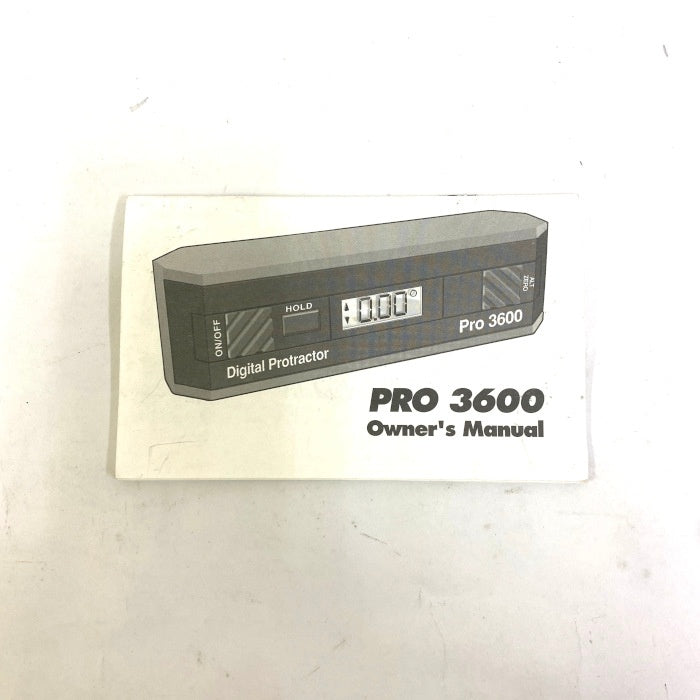 ON/OFF
HOLD
0.00°
ALT
ZERO
Digital Protractor
Pro 3600
PRO 3600
Owner's Manual